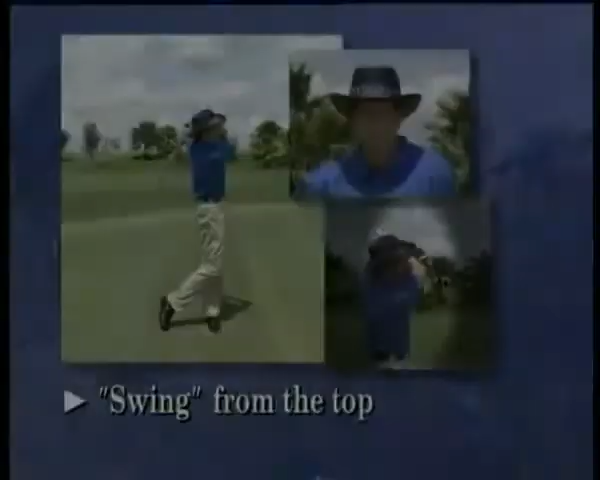 ► "Swing" from the top